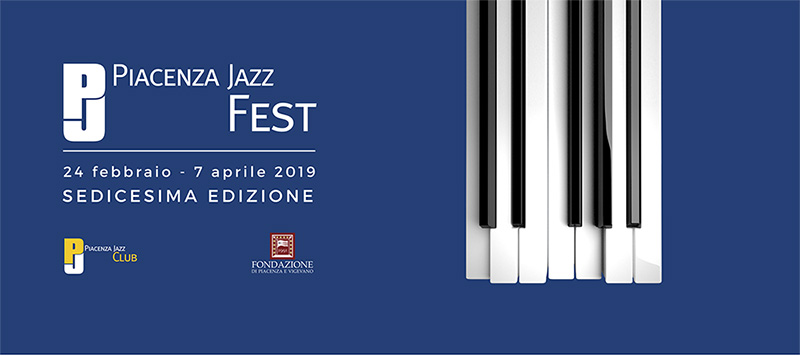 PJ PIACENZA JAZZ
FEST
24 febbraio - 7 aprile 2019
SEDICESIMA EDIZIONE
PJ PIACENZA JAZZ
CLUB
FONDAZIONE
DI PIACENZA E VIGEVANO